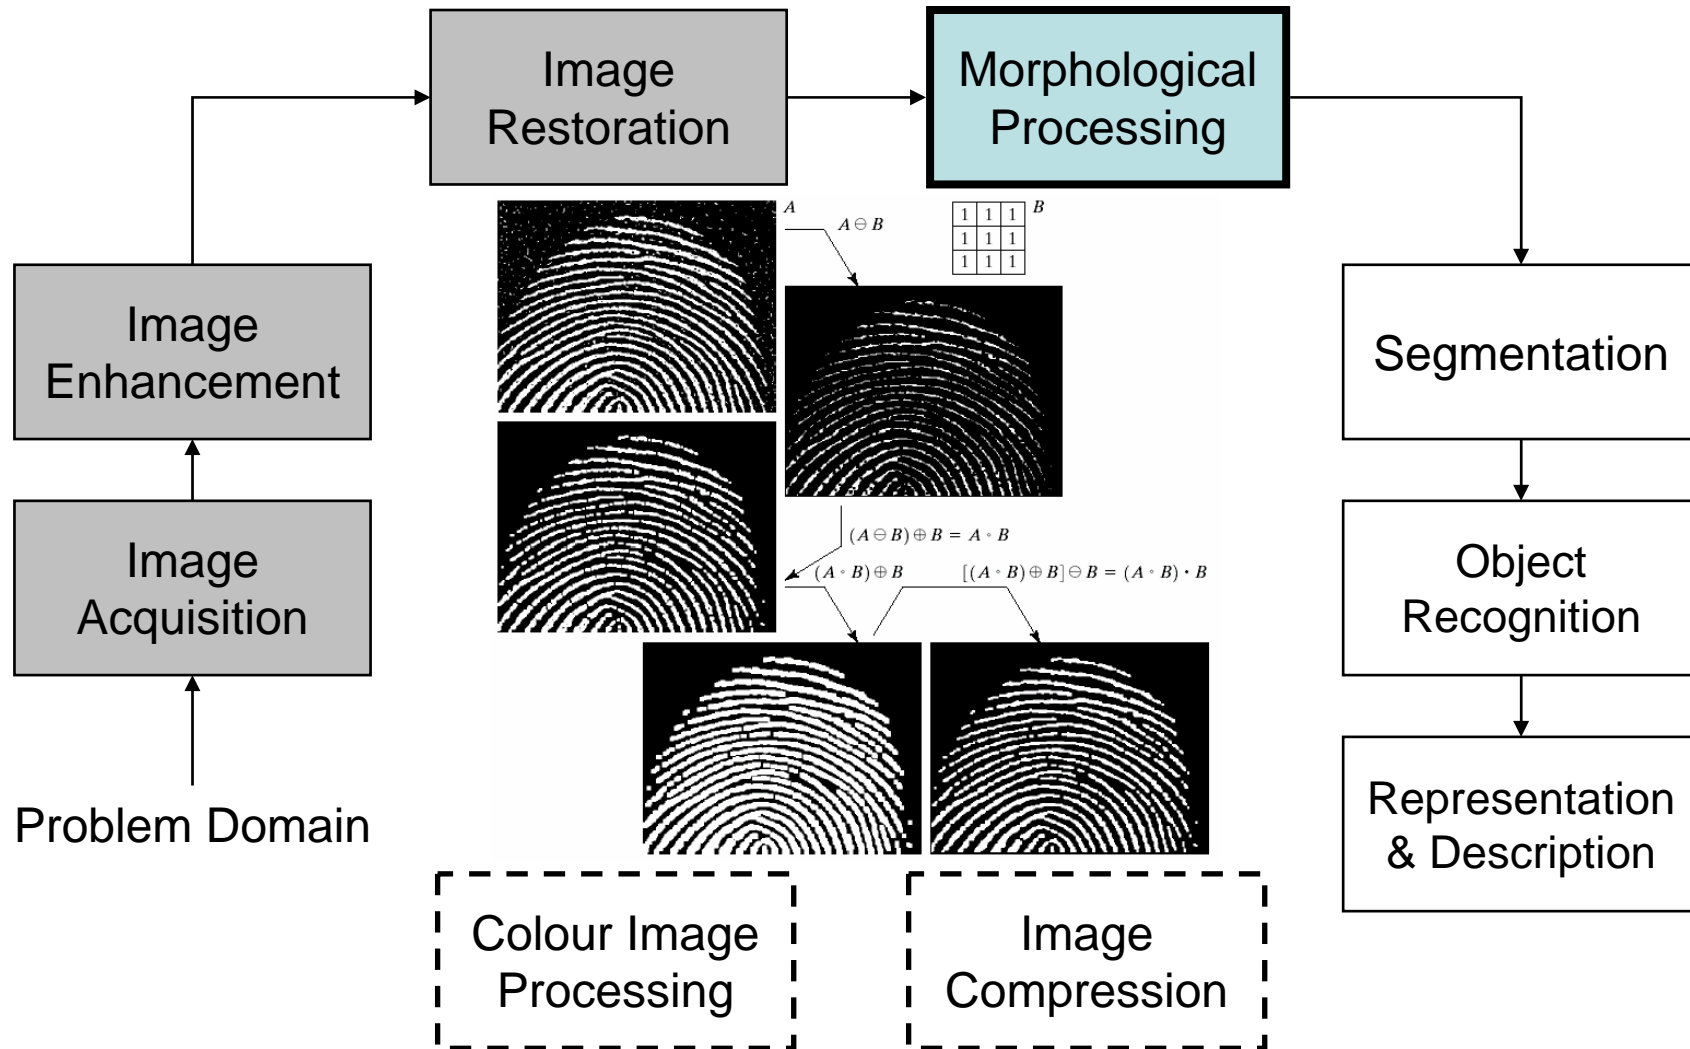 Image
Restoration
Morphological
Processing
A
A ⊖ B
1 1 1
1 1 1
1 1 1
B
Image
Enhancement
Segmentation
Image
Acquisition
(A ⊖ B) ⊕ B = A ∘ B
(A ∘ B) ⊕ B
[(A ∘ B) ⊕ B] ⊖ B = (A ∘ B) • B
Object
Recognition
Problem Domain
Representation
& Description
Colour Image
Processing
Image
Compression